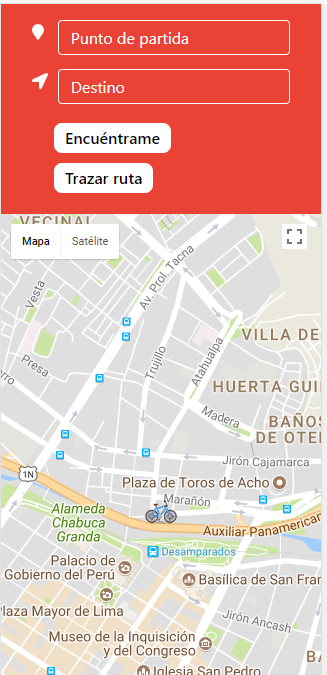 Punto de partida
Destino
Encuéntrame
Trazar ruta
VECINAL
Mapa
Satélite
Av. Prol. Tacna
Vesta
VILLA DE
Presa
Trujillo
Atahualpa
HUERTA GUI
Madera
BAÑOS
DE OTE
Jirón Cajamarca
1N
Plaza de Toros de Acho
Marañón
Alameda
Chabuca
Granda
Auxiliar Panamerican
Desamparados
Palacio de
Gobierno del Perú
Basílica de San Fran
laza Mayor de Lima
Jirón Ancash
Museo de la Inquisición
y del Congreso
Iglesia San Pedro